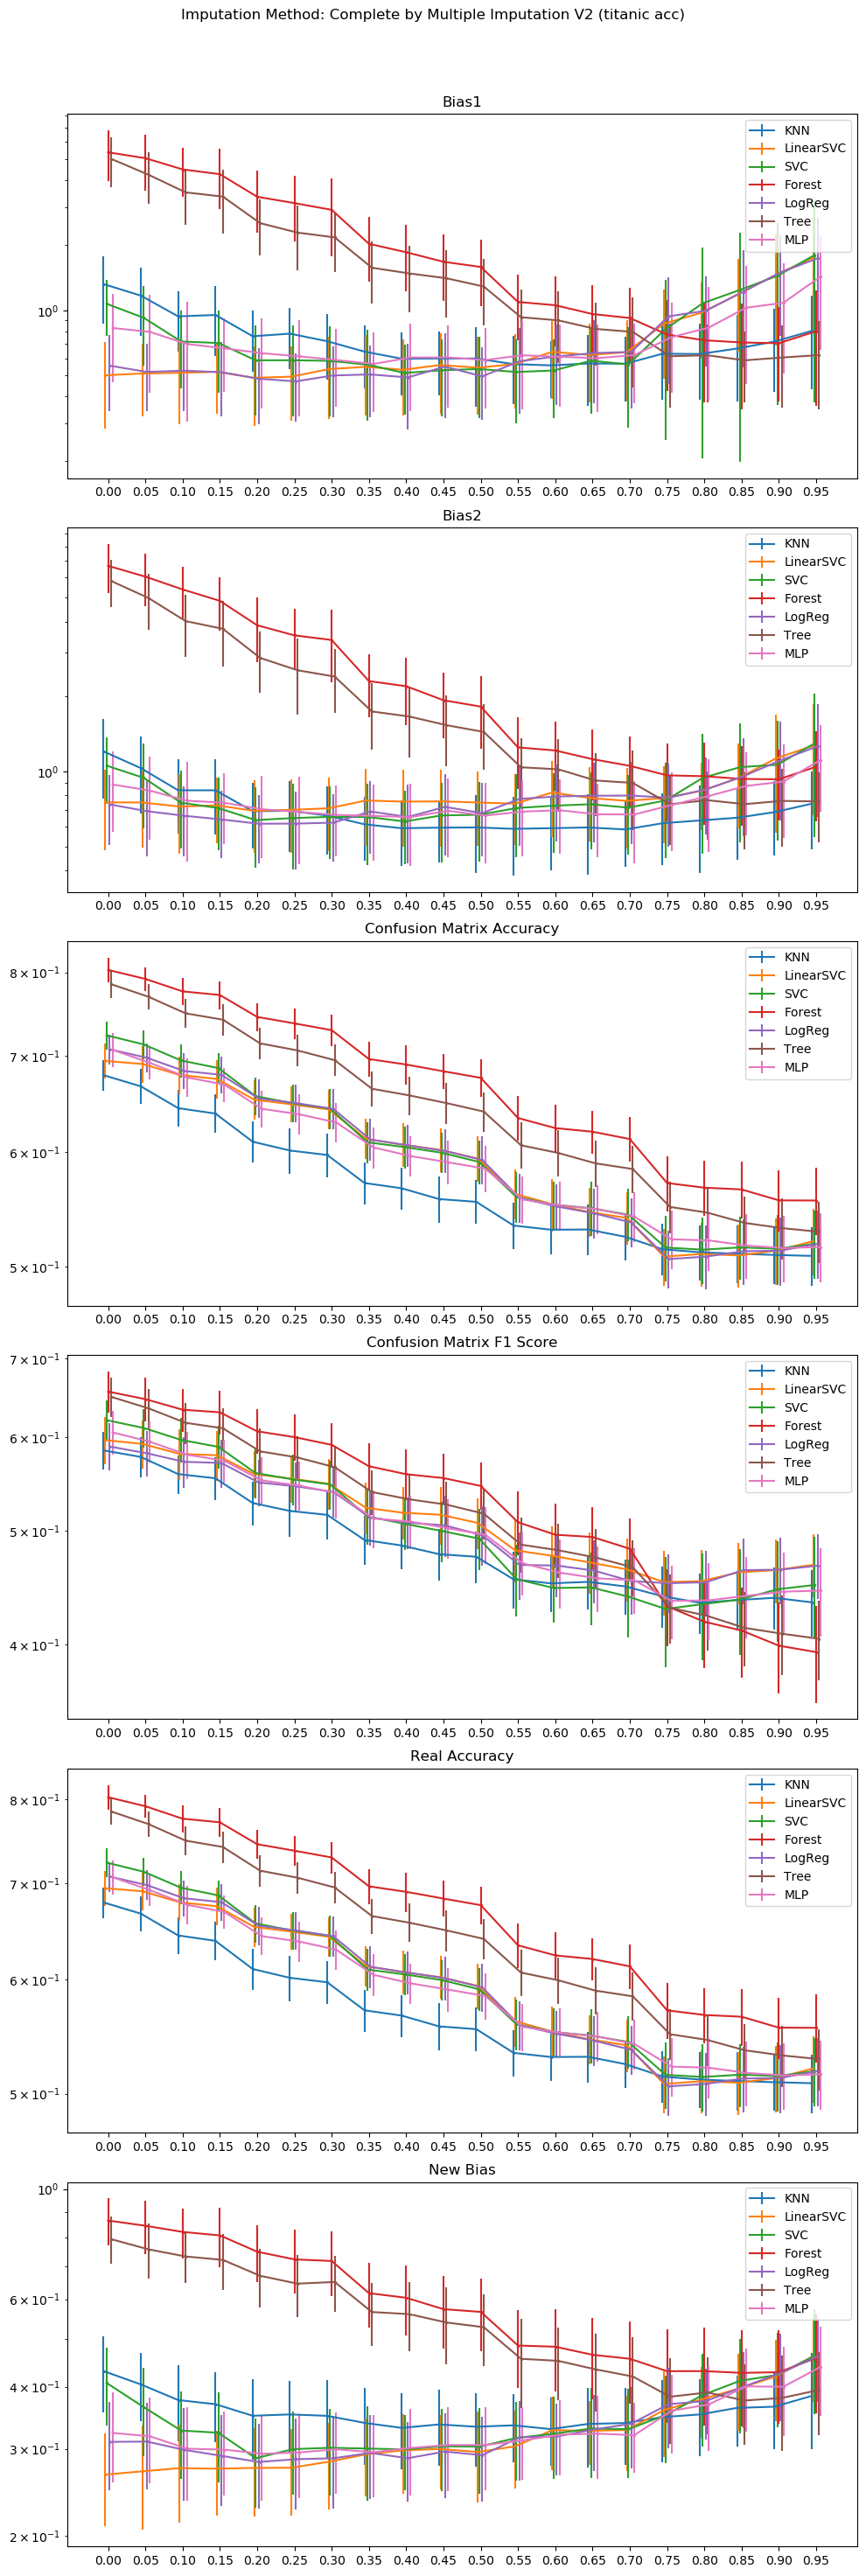 Imputation Method: Complete by Multiple Imputation V2 (titanic acc)
Bias1
10⁰
KNN
LinearSVC
SVC
Forest
LogReg
Tree
MLP
0.00 0.05 0.10 0.15 0.20 0.25 0.30 0.35 0.40 0.45 0.50 0.55 0.60 0.65 0.70 0.75 0.80 0.85 0.90 0.95
Bias2
10⁰
KNN
LinearSVC
SVC
Forest
LogReg
Tree
MLP
0.00 0.05 0.10 0.15 0.20 0.25 0.30 0.35 0.40 0.45 0.50 0.55 0.60 0.65 0.70 0.75 0.80 0.85 0.90 0.95
Confusion Matrix Accuracy
8 × 10⁻¹
7 × 10⁻¹
6 × 10⁻¹
5 × 10⁻¹
KNN
LinearSVC
SVC
Forest
LogReg
Tree
MLP
0.00 0.05 0.10 0.15 0.20 0.25 0.30 0.35 0.40 0.45 0.50 0.55 0.60 0.65 0.70 0.75 0.80 0.85 0.90 0.95
Confusion Matrix F1 Score
7 × 10⁻¹
6 × 10⁻¹
5 × 10⁻¹
4 × 10⁻¹
KNN
LinearSVC
SVC
Forest
LogReg
Tree
MLP
0.00 0.05 0.10 0.15 0.20 0.25 0.30 0.35 0.40 0.45 0.50 0.55 0.60 0.65 0.70 0.75 0.80 0.85 0.90 0.95
Real Accuracy
8 × 10⁻¹
7 × 10⁻¹
6 × 10⁻¹
5 × 10⁻¹
KNN
LinearSVC
SVC
Forest
LogReg
Tree
MLP
0.00 0.05 0.10 0.15 0.20 0.25 0.30 0.35 0.40 0.45 0.50 0.55 0.60 0.65 0.70 0.75 0.80 0.85 0.90 0.95
New Bias
10⁰
6 × 10⁻¹
4 × 10⁻¹
3 × 10⁻¹
2 × 10⁻¹
KNN
LinearSVC
SVC
Forest
LogReg
Tree
MLP
0.00 0.05 0.10 0.15 0.20 0.25 0.30 0.35 0.40 0.45 0.50 0.55 0.60 0.65 0.70 0.75 0.80 0.85 0.90 0.95